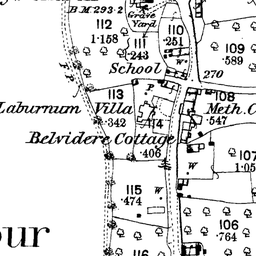 B.M. 293·2
Grave
Yard
112
1·158
111
·243
110
·251
109
·589
W
School
270
P
113
·342
Laburnum Villa
114
·406
108
·547
Meth. C
Belvidere Cottage
W
107
1·05
115
·474
W
106
·764
our
116